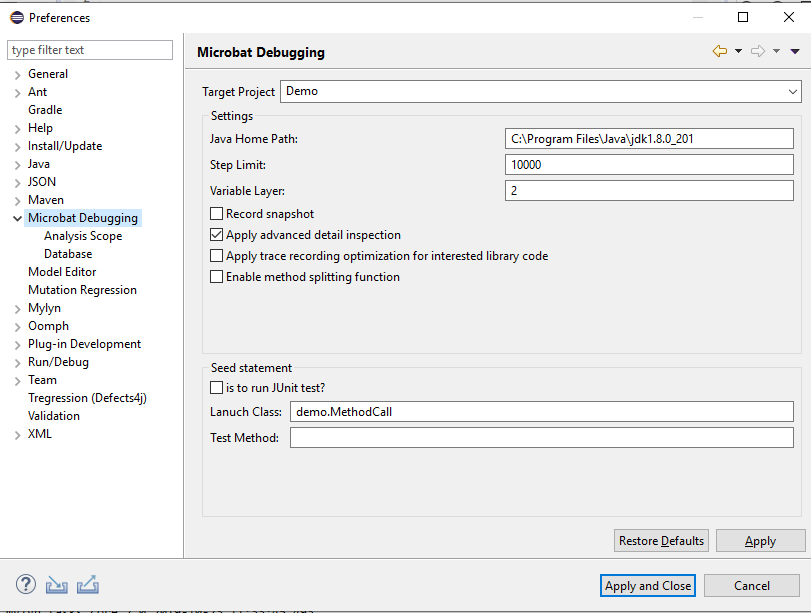 Preferences
type filter text
General
Ant
Gradle
Help
Install/Update
Java
JSON
Maven
Microbat Debugging
Analysis Scope
Database
Model Editor
Mutation Regression
Mylyn
Oomph
Plug-in Development
Run/Debug
Team
Tregression (Defects4j)
Validation
XML
Microbat Debugging
Target Project Demo
Settings
Java Home Path: C:\Program Files\Java\jdk1.8.0_201
Step Limit: 10000
Variable Layer: 2
Record snapshot
Apply advanced detail inspection
Apply trace recording optimization for interested library code
Enable method splitting function
Seed statement
is to run JUnit test?
Lanuch Class: demo.MethodCall
Test Method:
Restore Defaults Apply
? Apply and Close Cancel